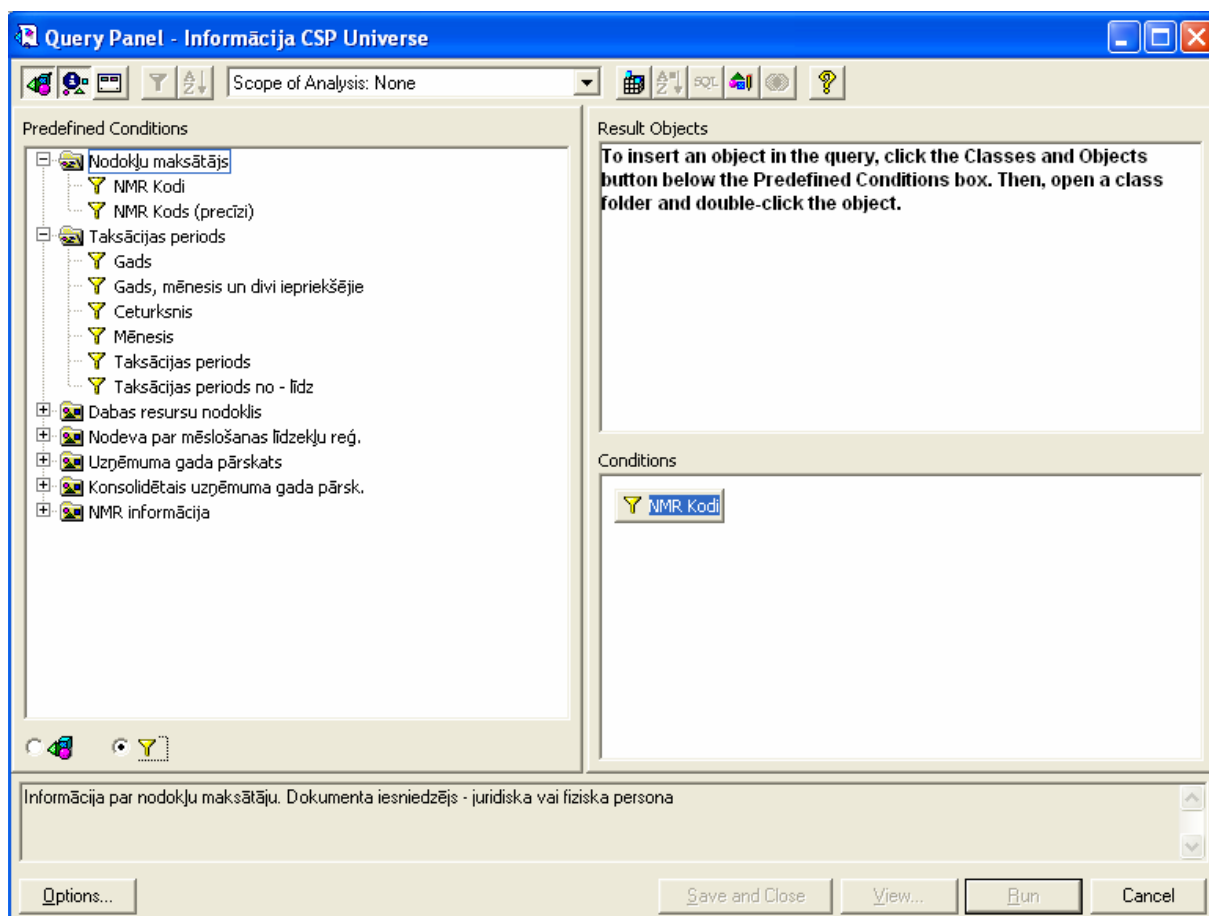 Query Panel - Informācija CSP Universe
Scope of Analysis: None
SQL
Predefined Conditions
Nodokļu maksātājs
NMR Kodi
NMR Kods (precīzi)
Taksācijas periods
Gads
Gads, mēnesis un divi iepriekšējie
Ceturksnis
Mēnesis
Taksācijas periods
Taksācijas periods no - līdz
Dabas resursu nodoklis
Nodeva par mēslošanas līdzekļu reģ.
Uzņēmuma gada pārskats
Konsolidētais uzņēmuma gada pārsk.
NMR informācija
Result Objects
To insert an object in the query, click the Classes and Objects
button below the Predefined Conditions box. Then, open a class
folder and double-click the object.
Conditions
NMR Kodi
Informācija par nodokļu maksātāju. Dokumenta iesniedzējs - juridiska vai fiziska persona
Options...
Save and Close
View...
Run
Cancel